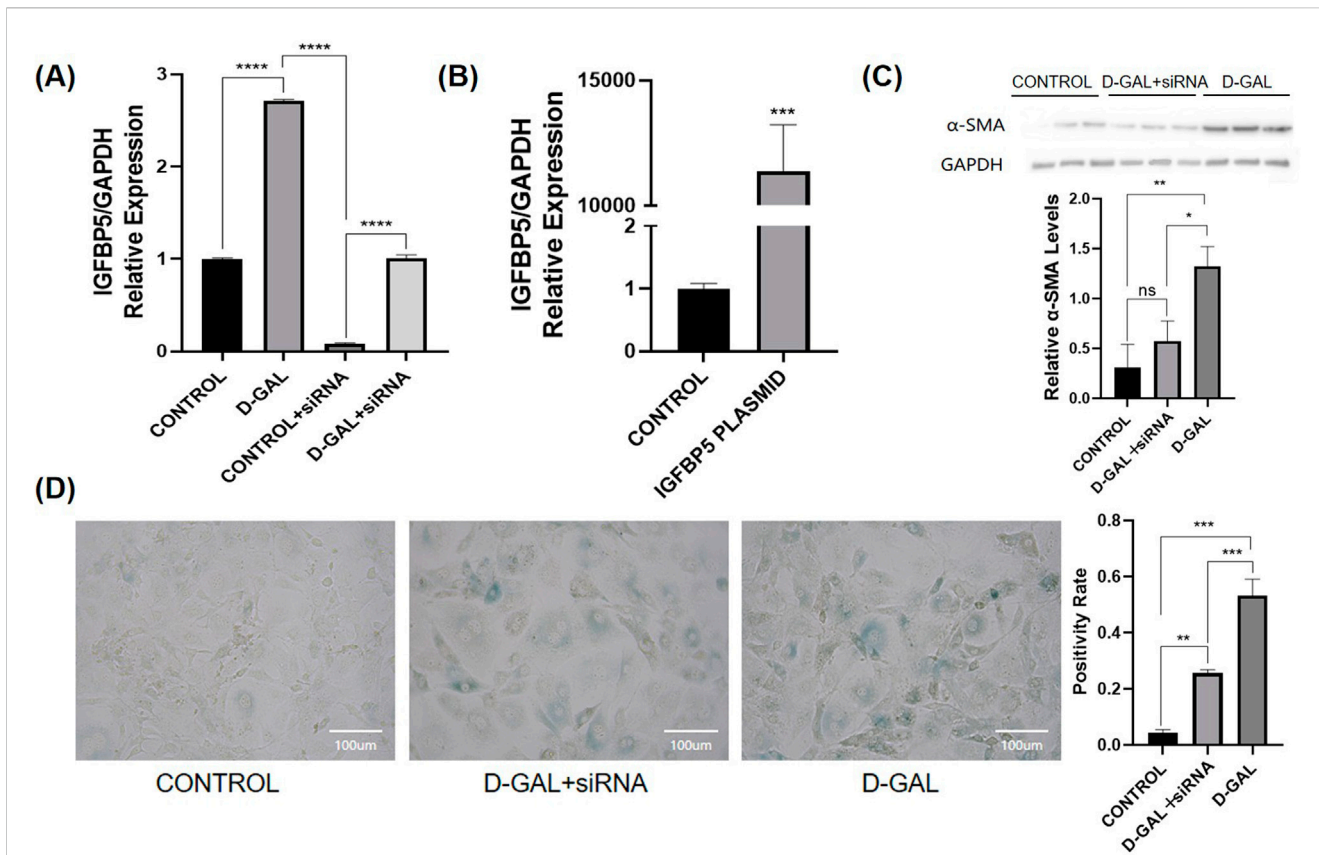 (A)
IGFBP5/GAPDH
Relative Expression
3
2
1
0
****
****
****
CONTROL
D-GAL
CONTROL+siRNA
D-GAL+siRNA
(B)
IGFBP5/GAPDH
Relative Expression
15000
10000
1
0
***
CONTROL
IGFBP5 PLASMID
(C)
CONTROL D-GAL+siRNA D-GAL
α-SMA
GAPDH
Relative α-SMA Levels
2.0
1.5
1.0
0.5
0.0
**
*
ns
CONTROL
D-GAL+siRNA
D-GAL
(D)
100um
100um
100um
CONTROL
D-GAL+siRNA
D-GAL
Positivity Rate
0.8
0.6
0.4
0.2
0.0
***
***
**
CONTROL
D-GAL+siRNA
D-GAL